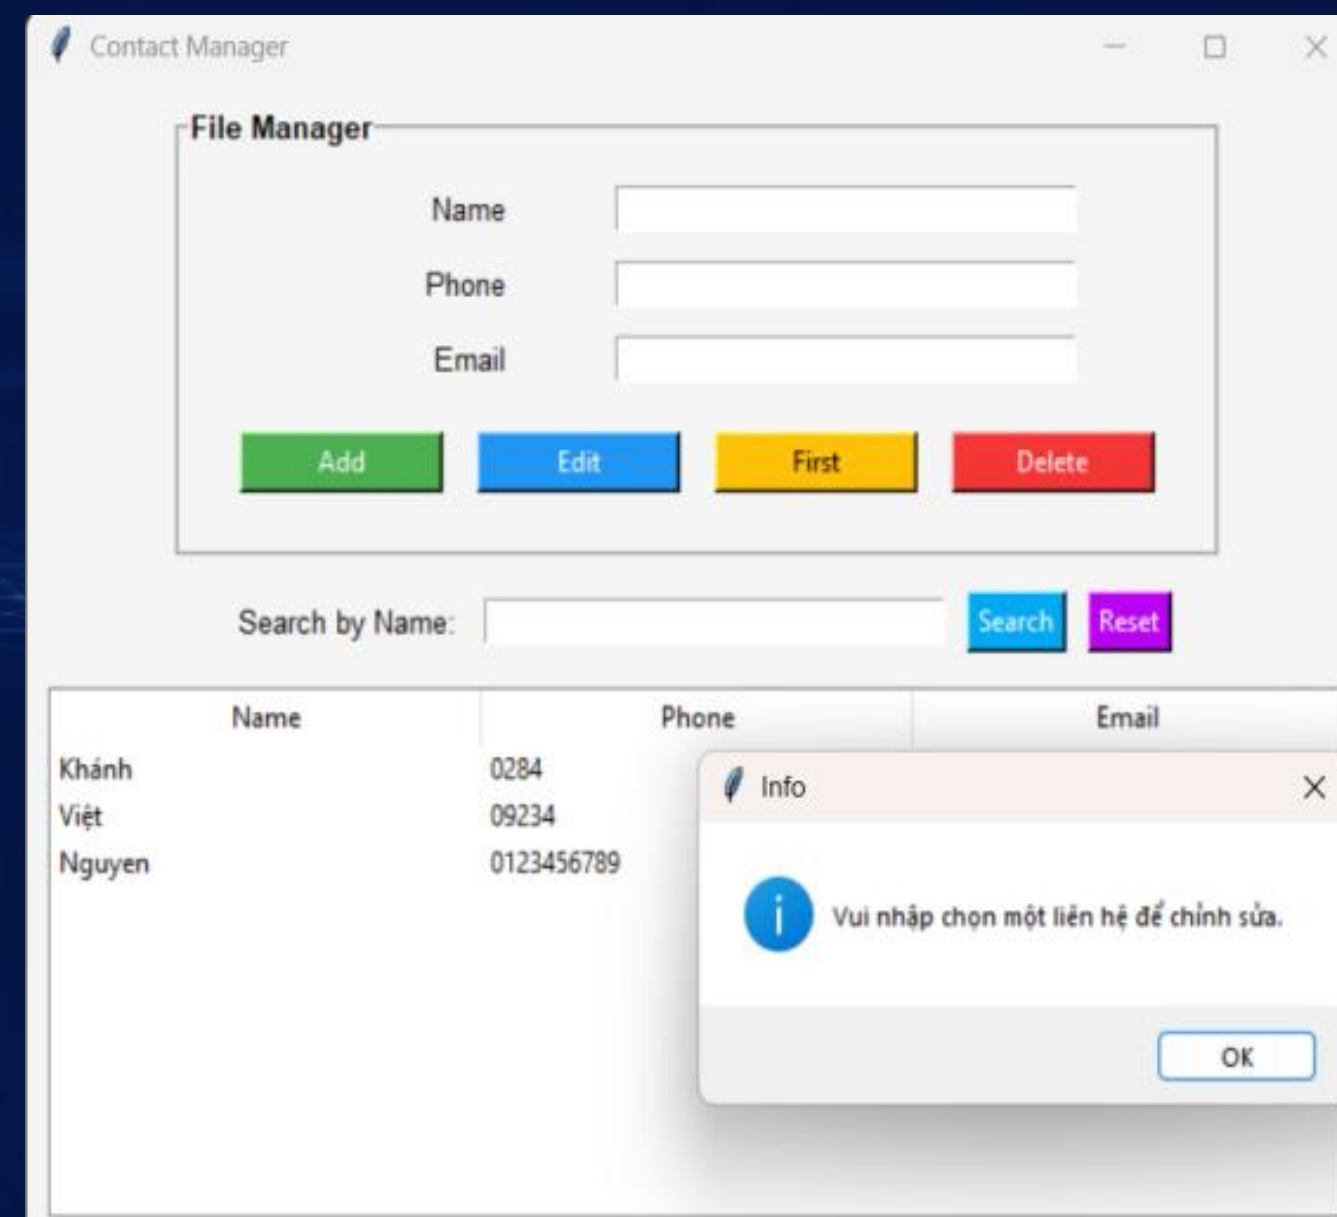 Contact Manager
File Manager
Name
Phone
Email
Add Edit First Delete
Search by Name: Search Reset
Name Phone Email
Khánh 0284
Việt 09234
Nguyen 0123456789
Info
Vui nhập chọn một liên hệ để chỉnh sửa.
OK